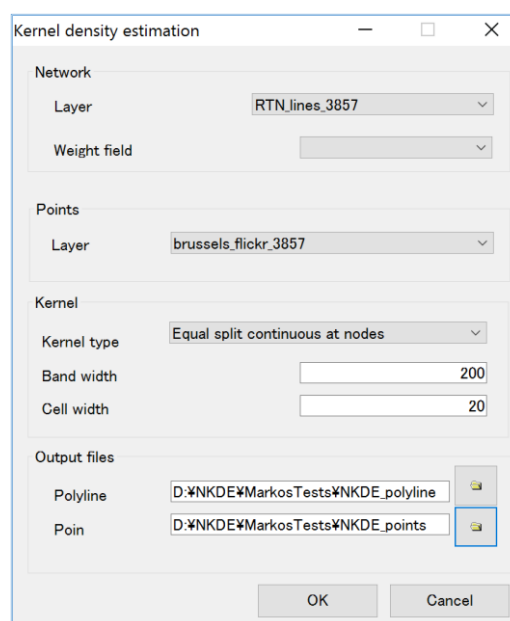 Kernel density estimation
Network
Layer RTN_lines_3857
Weight field
Points
Layer brussels_flickr_3857
Kernel
Kernel type Equal split continuous at nodes
Band width 200
Cell width 20
Output files
Polyline D:¥NKDE¥MarkosTests¥NKDE_polyline
Poin D:¥NKDE¥MarkosTests¥NKDE_points
OK Cancel